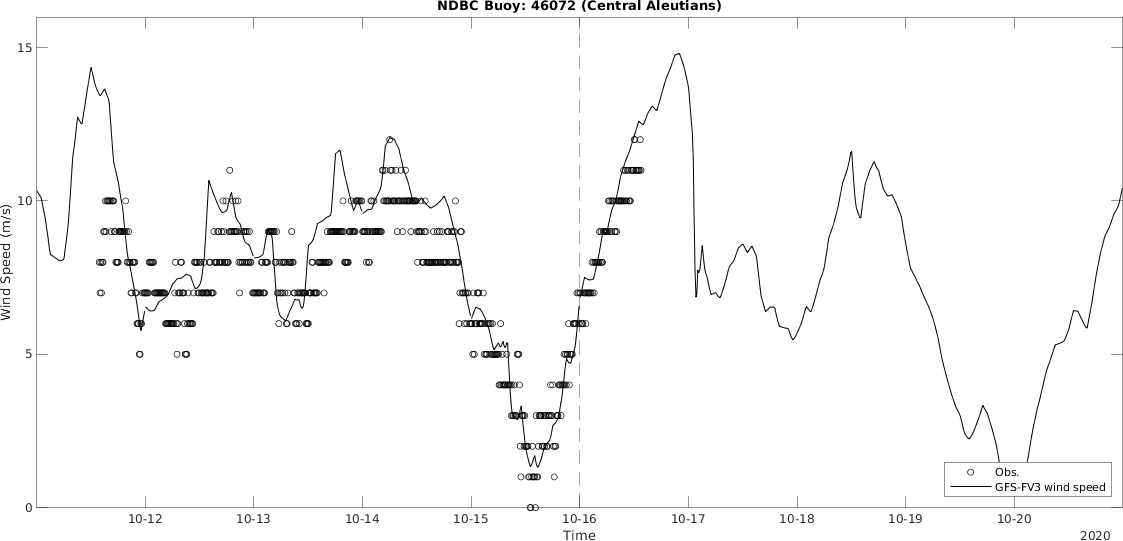 NDBC Buoy: 46072 (Central Aleutians)
15
10
5
0
Wind Speed (m/s)
10-12 10-13 10-14 10-15 10-16 10-17 10-18 10-19 10-20
Time
2020
Obs.
GFS-FV3 wind speed